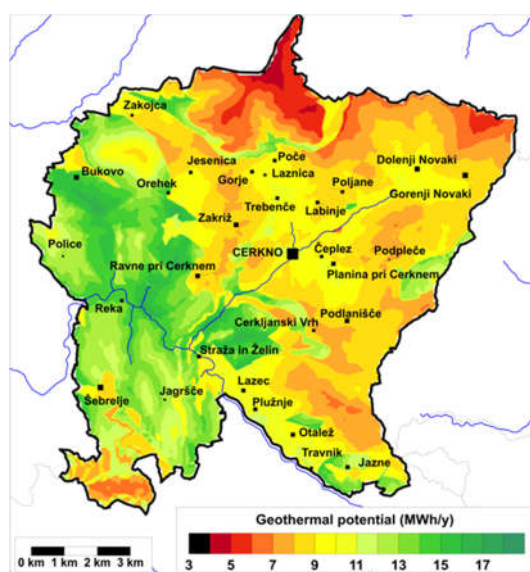 Zakojca
Poče
Dolenji Novaki
Bukovo
Jesenica
Gorje
Laznica
Orehek
Poljane
Gorenji Novaki
Trebenče
Labinje
Zakriž
Police
CERKNO
Čeplez
Podpleče
Ravne pri Cerknem
Planina pri Cerknem
Reka
Podlanišče
Cerkljanski Vrh
Straža in Želin
Lazec
Šebrelje
Jagršče
Plužnje
Otalež
Travnik
Jazne
Geothermal potential (MWh/y)
0 km 1 km 2 km 3 km
3 5 7 9 11 13 15 17